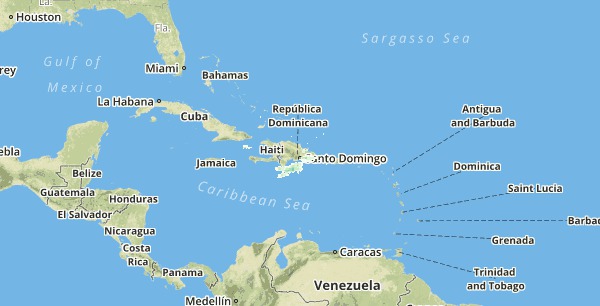 Houston
Fla.
Sargasso Sea
Gulf of
Mexico
Miami
rey
Bahamas
La Habana
Cuba
República
Dominicana
Antigua
and Barbuda
ebla
Haiti
nto Domingo
Jamaica
Belize
Dominica
Guatemala
Honduras
Caribbean Sea
Saint Lucia
El Salvador
Nicaragua
Barbad
Costa
Rica
Grenada
Caracas
Panama
Trinidad
and Tobago
Venezuela
Medellín